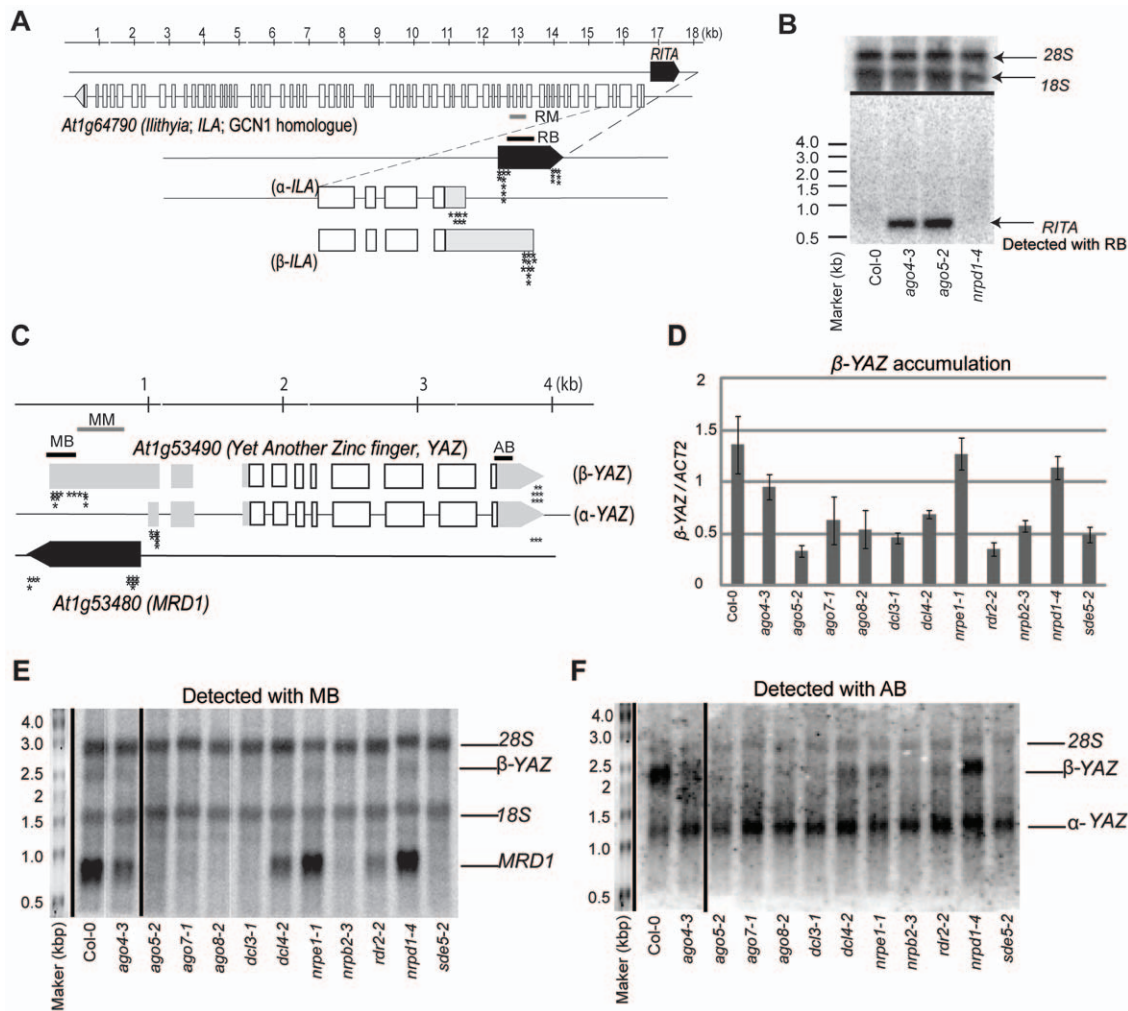 A
1 2 3 4 5 6 7 8 9 10 11 12 13 14 15 16 17 18 (kb)
RITA
At1g64790 (Ilithyia; ILA; GCN1 homologue)
RM
RB
(α-ILA)
(β-ILA)
B
28S
18S
4.0
3.0
2.0
1.5
1.0
0.5
RITA
Detected with RB
Marker (kb)
Col-0
ago4-3
ago5-2
nrpd1-4
C
1 2 3 4 (kb)
MM
MB
At1g53490 (Yet Another Zinc finger, YAZ)
AB
(β-YAZ)
(α-YAZ)
At1g53480 (MRD1)
D
β-YAZ accumulation
β-YAZ / ACT2
2
1.5
1
0.5
0
Col-0
ago4-3
ago5-2
ago7-1
ago8-2
dcl3-1
dcl4-2
nrpe1-1
rdr2-2
nrpb2-3
nrpd1-4
sde5-2
E
Detected with MB
4.0
3.0
2.5
2
1.5
1.0
0.5
28S
β-YAZ
18S
MRD1
Maker (kbp)
Col-0
ago4-3
ago5-2
ago7-1
ago8-2
dcl3-1
dcl4-2
nrpe1-1
nrpb2-3
rdr2-2
nrpd1-4
sde5-2
F
Detected with AB
4.0
3.0
2.5
2
1.5
1.0
0.5
28S
β-YAZ
α-YAZ
Maker (kbp)
Col-0
ago4-3
ago5-2
ago7-1
ago8-2
dcl3-1
dcl4-2
nrpe1-1
nrpb2-3
rdr2-2
nrpd1-4
sde5-2